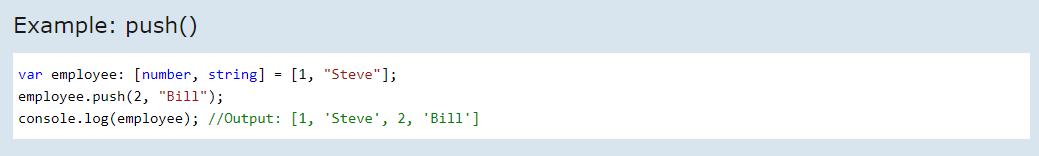 Example: push()
var employee: [number, string] = [1, "Steve"];
employee.push(2, "Bill");
console.log(employee); //Output: [1, 'Steve', 2, 'Bill']